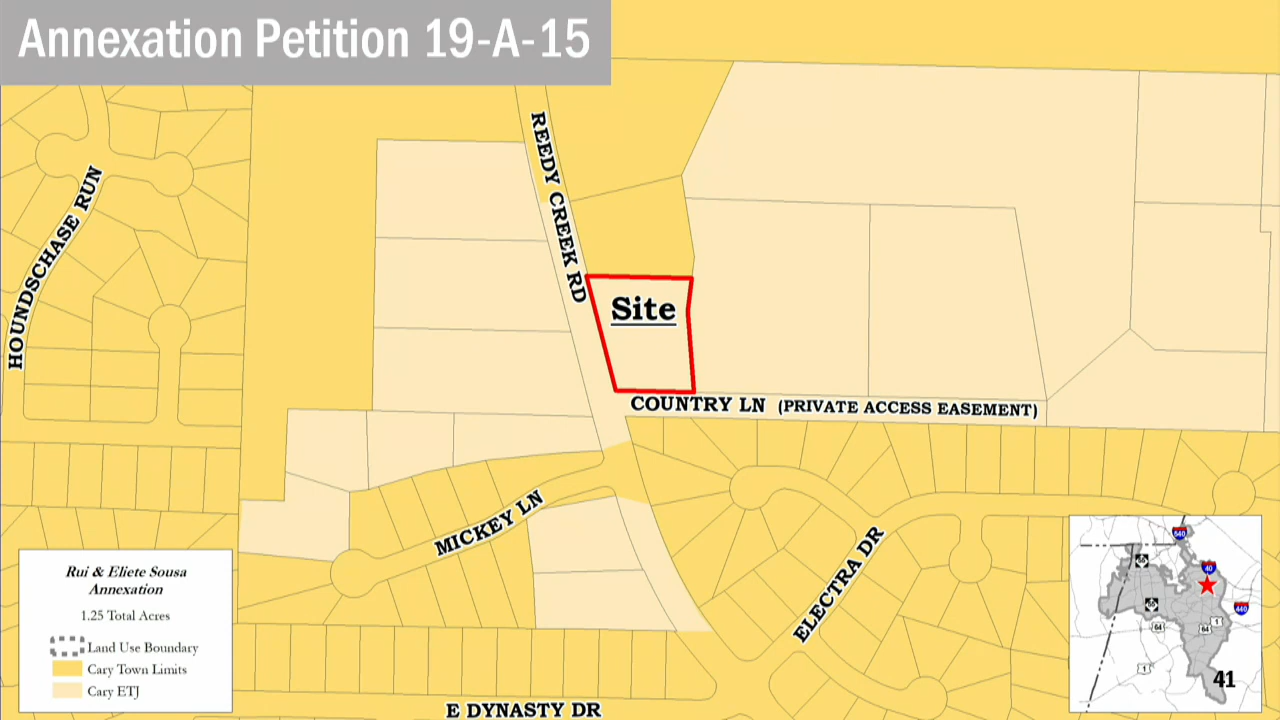 Annexation Petition 19-A-15
REEDY CREEK RD
HOUNDSCHASE RUN
Site
COUNTRY LN (PRIVATE ACCESS EASEMENT)
MICKEY LN
ELECTRA DR
E DYNASTY DR
Rui & Eliete Sousa
Annexation
1.25 Total Acres
Land Use Boundary
Cary Town Limits
Cary ETJ
540
40
440
64
64
1
1
41